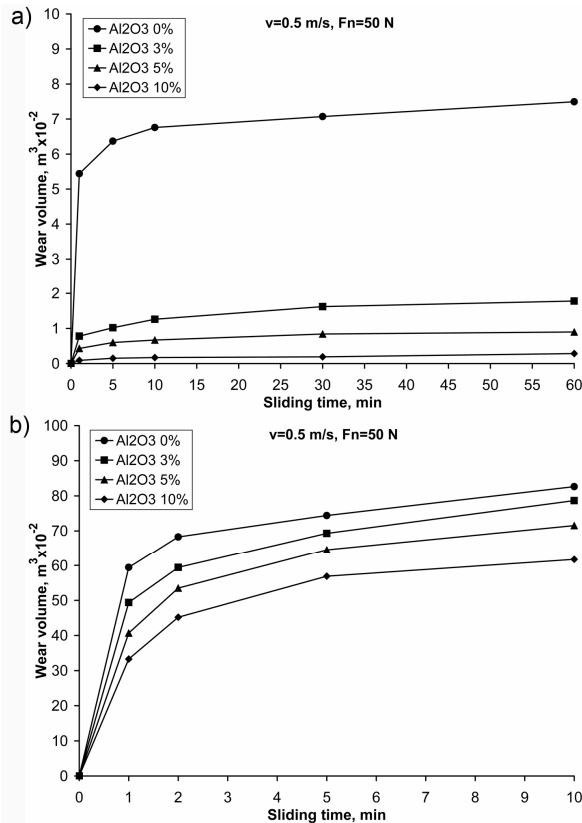 a)
v=0.5 m/s, Fn=50 N
Al2O3 0%
Al2O3 3%
Al2O3 5%
Al2O3 10%
Wear volume, m³x10⁻²
10
9
8
7
6
5
4
3
2
1
0
0 5 10 15 20 25 30 35 40 45 50 55 60
Sliding time, min
b)
v=0.5 m/s, Fn=50 N
Al2O3 0%
Al2O3 3%
Al2O3 5%
Al2O3 10%
Wear volume, m³x10⁻²
100
90
80
70
60
50
40
30
20
10
0
0 1 2 3 4 5 6 7 8 9 10
Sliding time, min